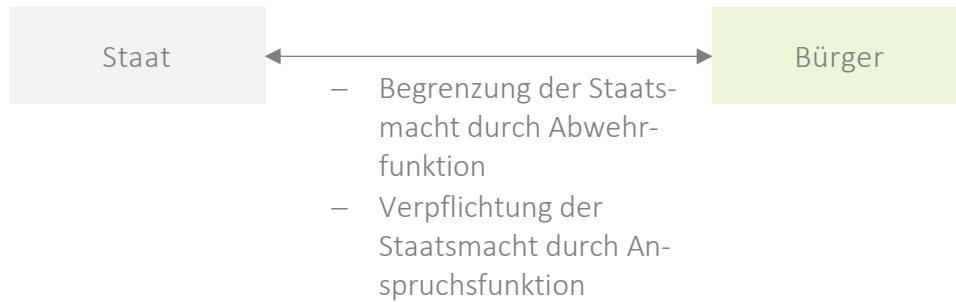 Staat
Bürger
– Begrenzung der Staats-
macht durch Abwehr-
funktion
– Verpflichtung der
Staatsmacht durch An-
spruchsfunktion